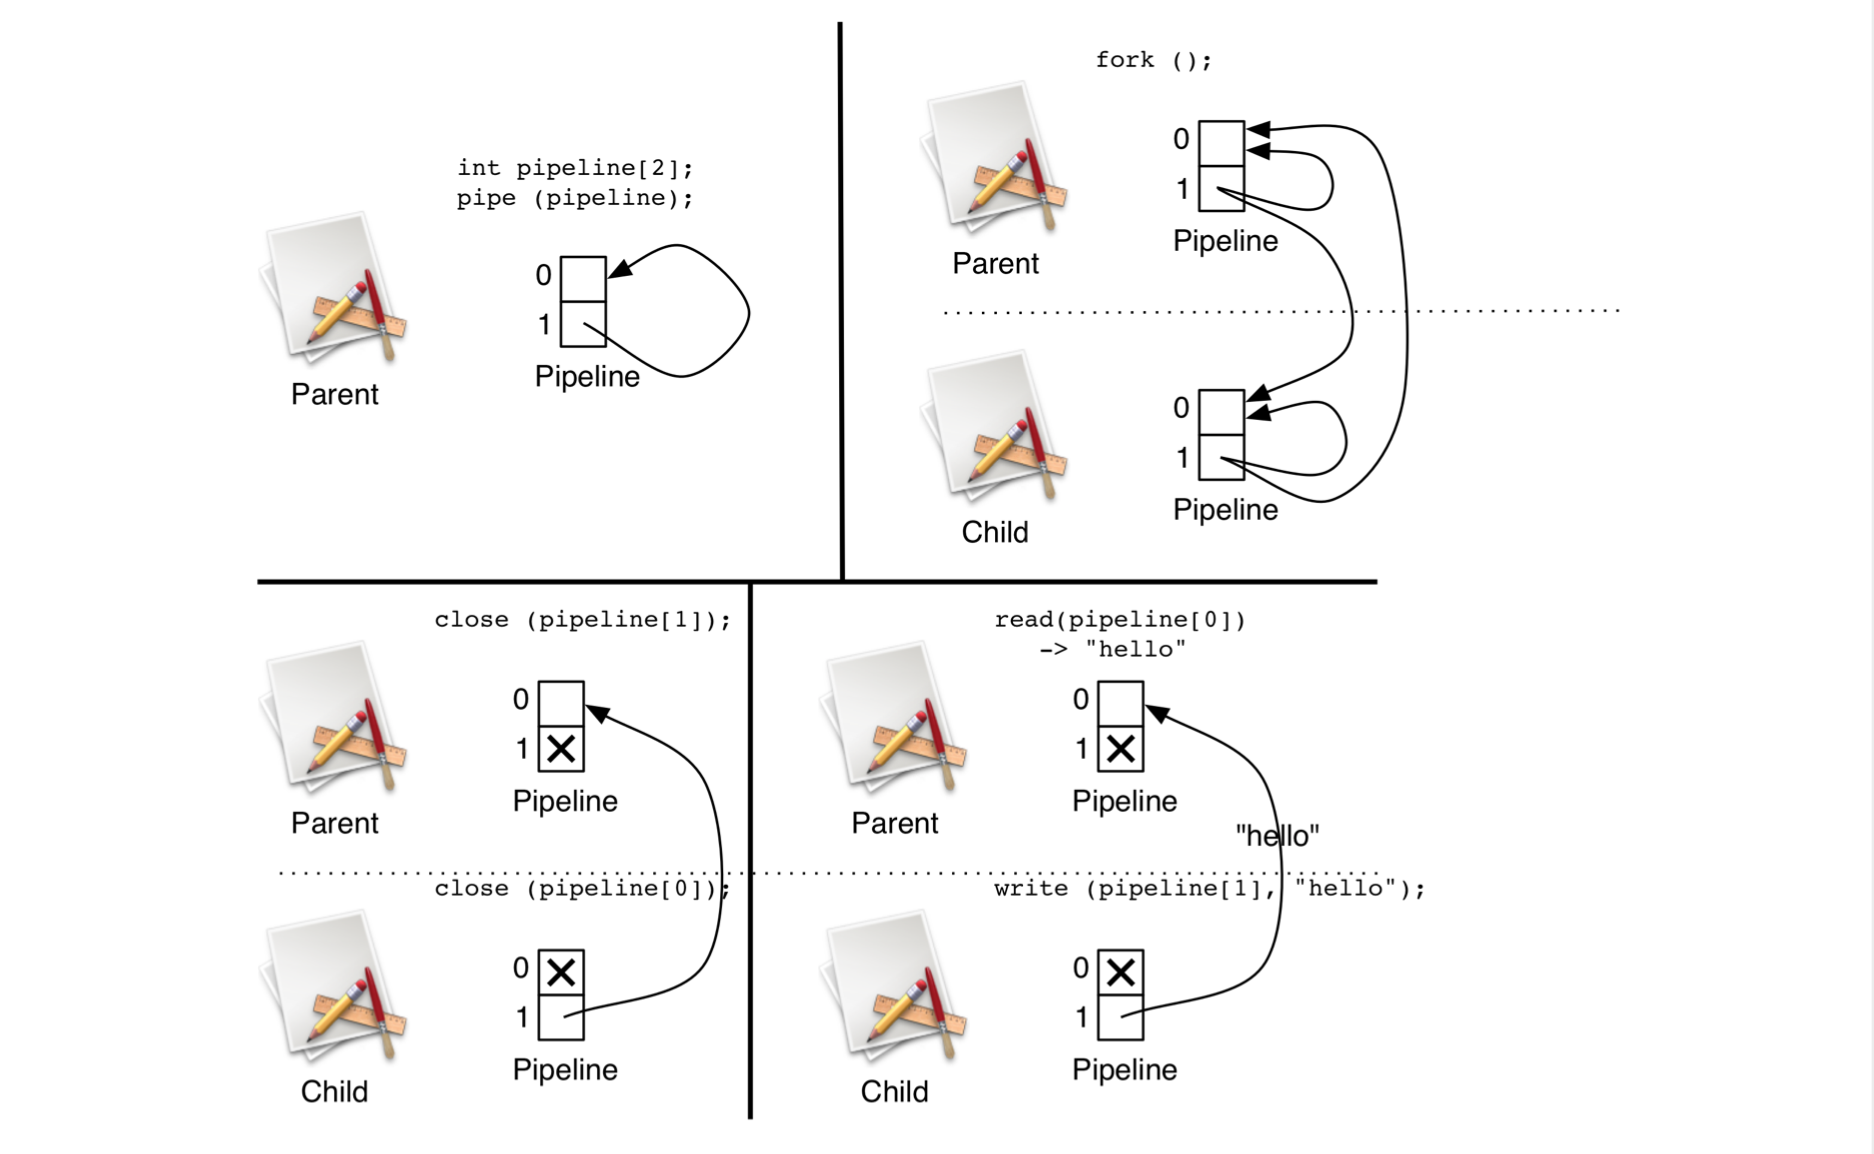 int pipeline[2];
pipe (pipeline);
0
1
Pipeline
Parent
fork ();
0
1
Pipeline
Parent
0
1
Pipeline
Child
close (pipeline[1]);
0
1
Pipeline
Parent
close (pipeline[0]);
0
1
Pipeline
Child
read(pipeline[0])
-> "hello"
0
1
Pipeline
Parent
"hello"
write (pipeline[1], "hello");
0
1
Pipeline
Child